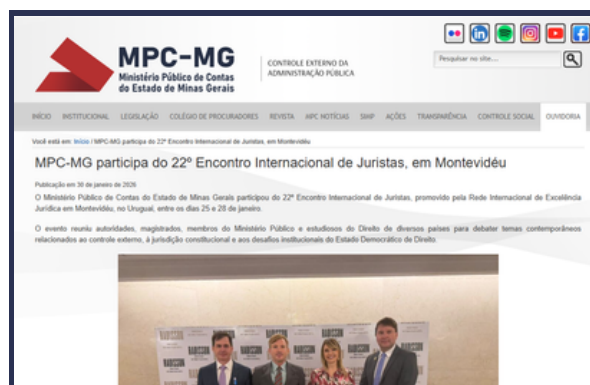 MPC-MG
Ministério Público de Contas
do Estado de Minas Gerais
CONTROLE EXTERNO DA
ADMINISTRAÇÃO PÚBLICA
Pesquisar no site....
INÍCIO INSTITUCIONAL LEGISLAÇÃO COLÉGIO DE PROCURADORES REVISTA MPC NOTÍCIAS SIMP AÇÕES TRANSPARÊNCIA CONTROLE SOCIAL OUVIDORIA
Você está em: Início / MPC-MG participa do 22º Encontro Internacional de Juristas, em Montevidéu
MPC-MG participa do 22º Encontro Internacional de Juristas, em Montevidéu
Publicação em 30 de janeiro de 2026
O Ministério Público de Contas do Estado de Minas Gerais participou do 22º Encontro Internacional de Juristas, promovido pela Rede Internacional de Excelência
Jurídica em Montevidéu, no Uruguai, entre os dias 25 e 28 de janeiro.
O evento reuniu autoridades, magistrados, membros do Ministério Público e estudiosos do Direito de diversos países para debater temas contemporâneos
relacionados ao controle externo, à jurisdição constitucional e aos desafios institucionais do Estado Democrático de Direito.
RADISSON